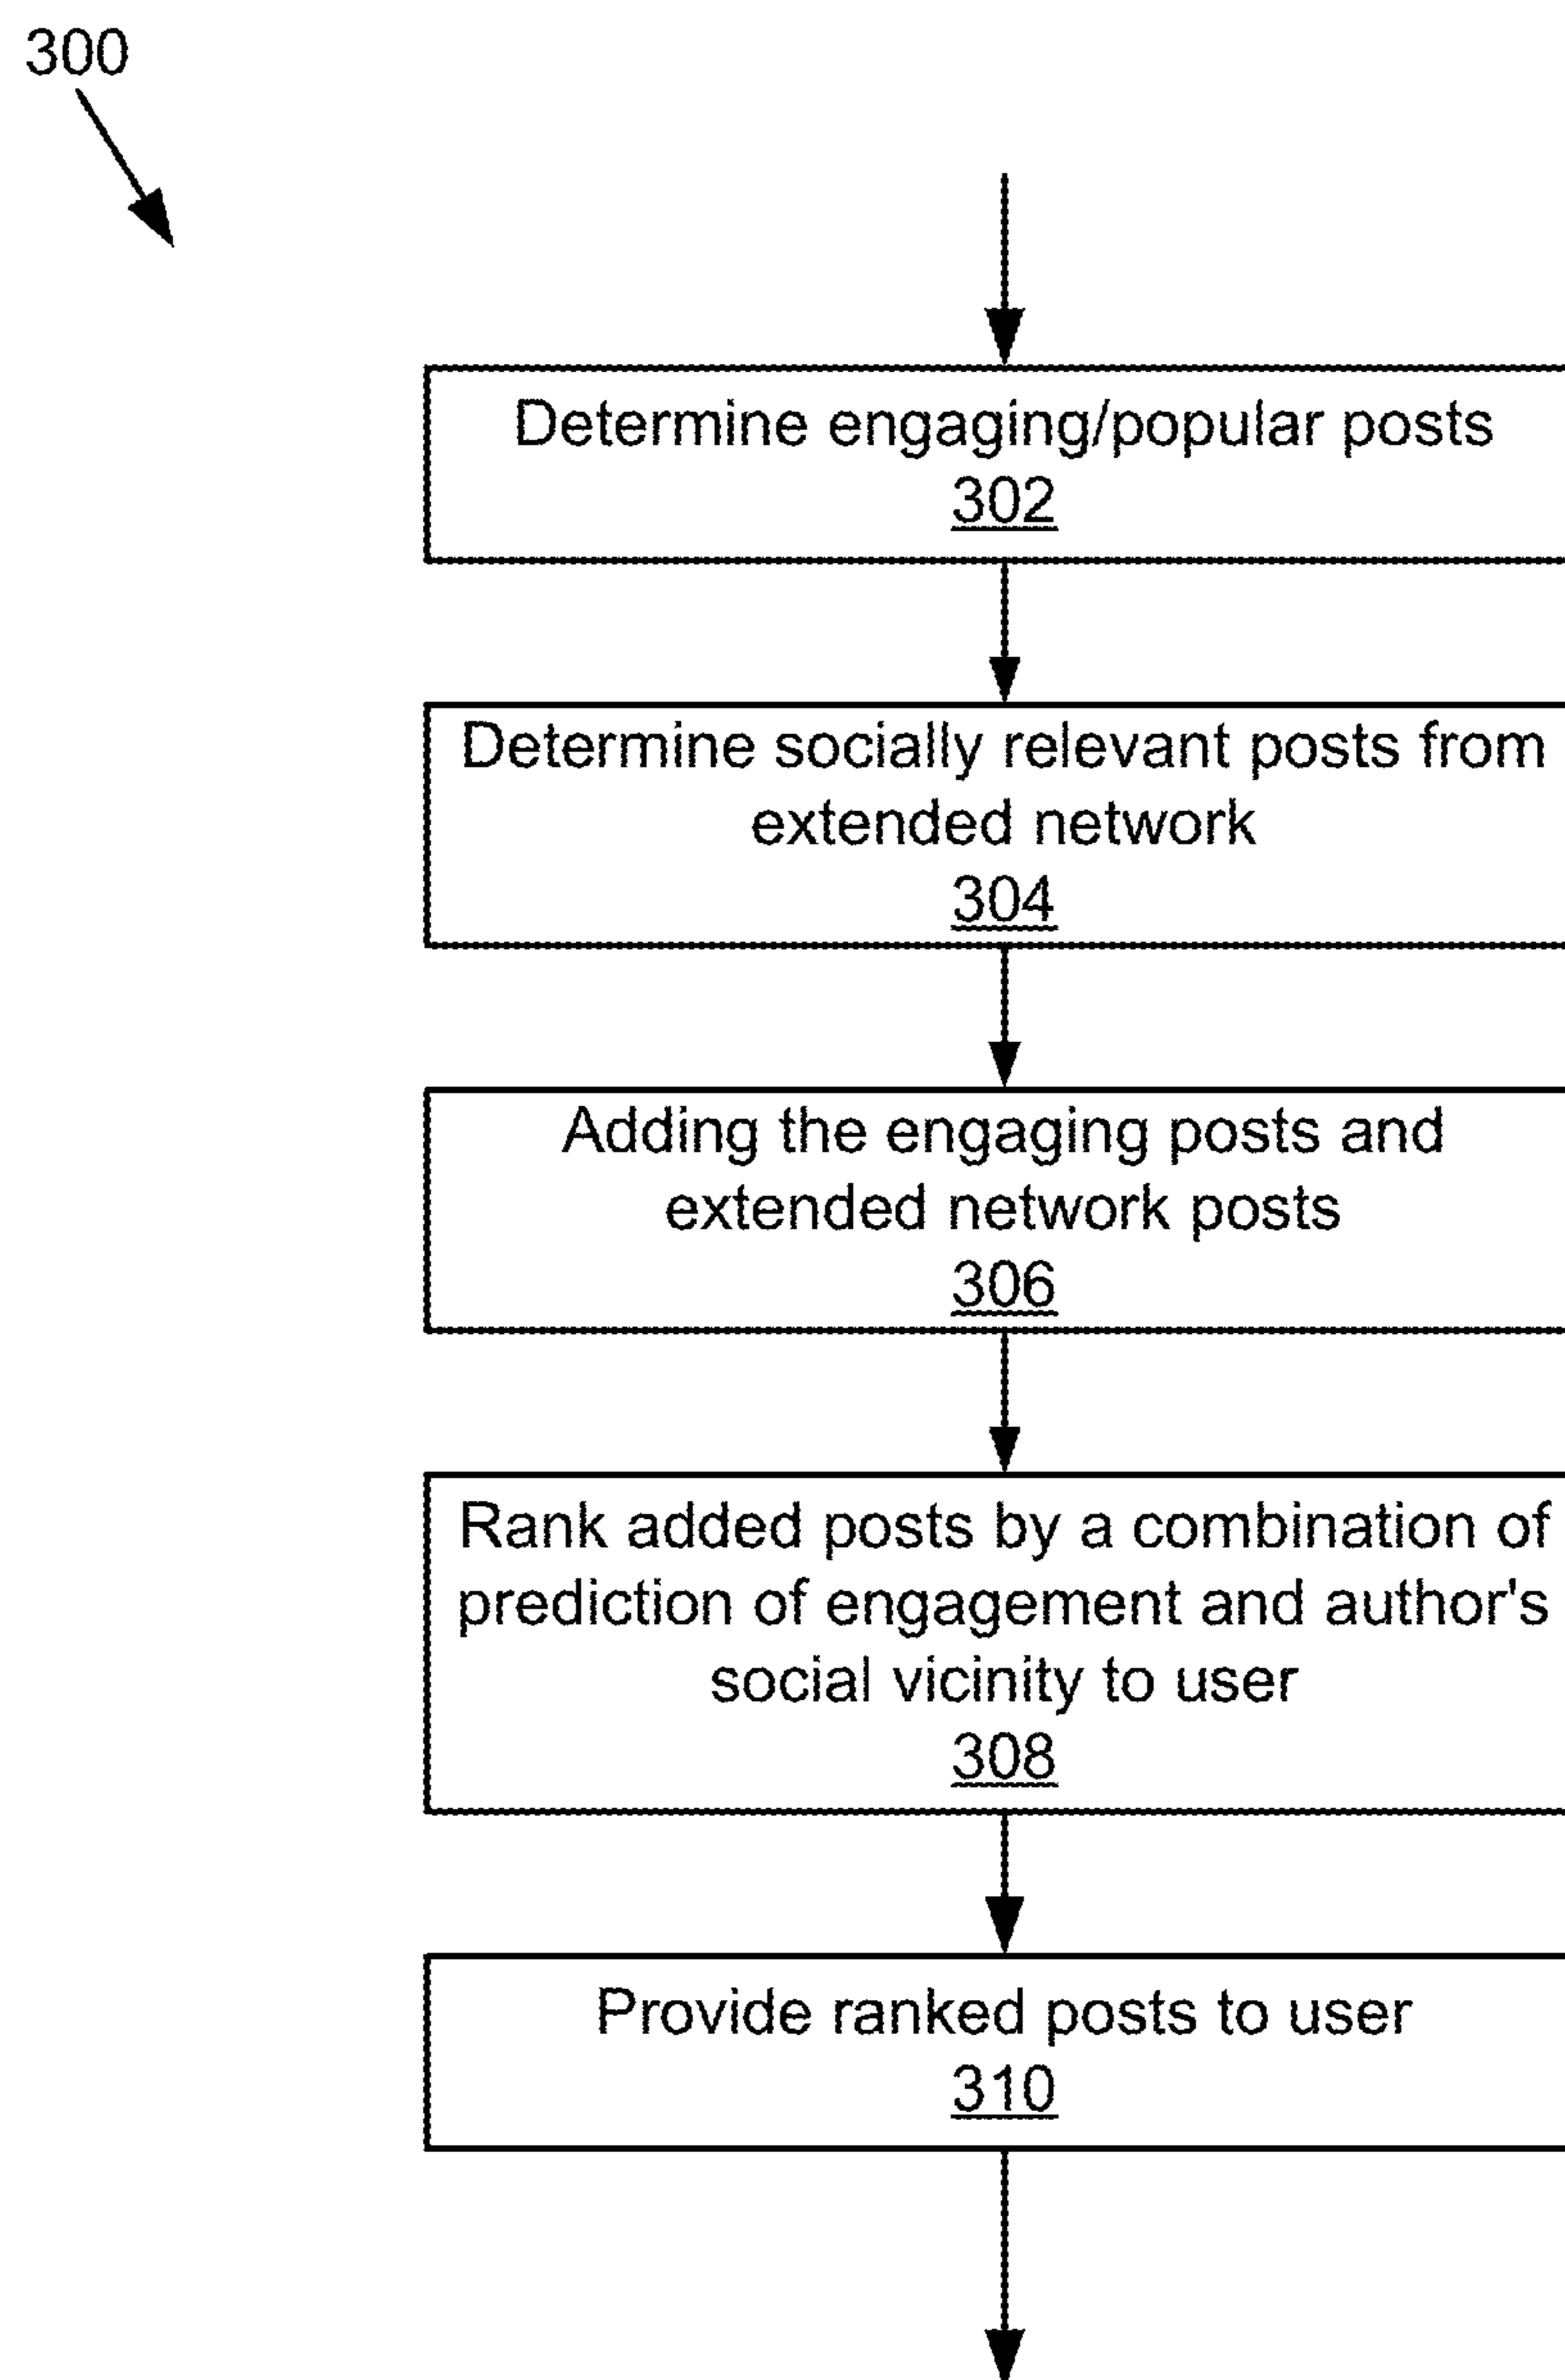 300
Determine engaging/popular posts
302
Determine socially relevant posts from
extended network
304
Adding the engaging posts and
extended network posts
306
Rank added posts by a combination of
prediction of engagement and author's
social vicinity to user
308
Provide ranked posts to user
310